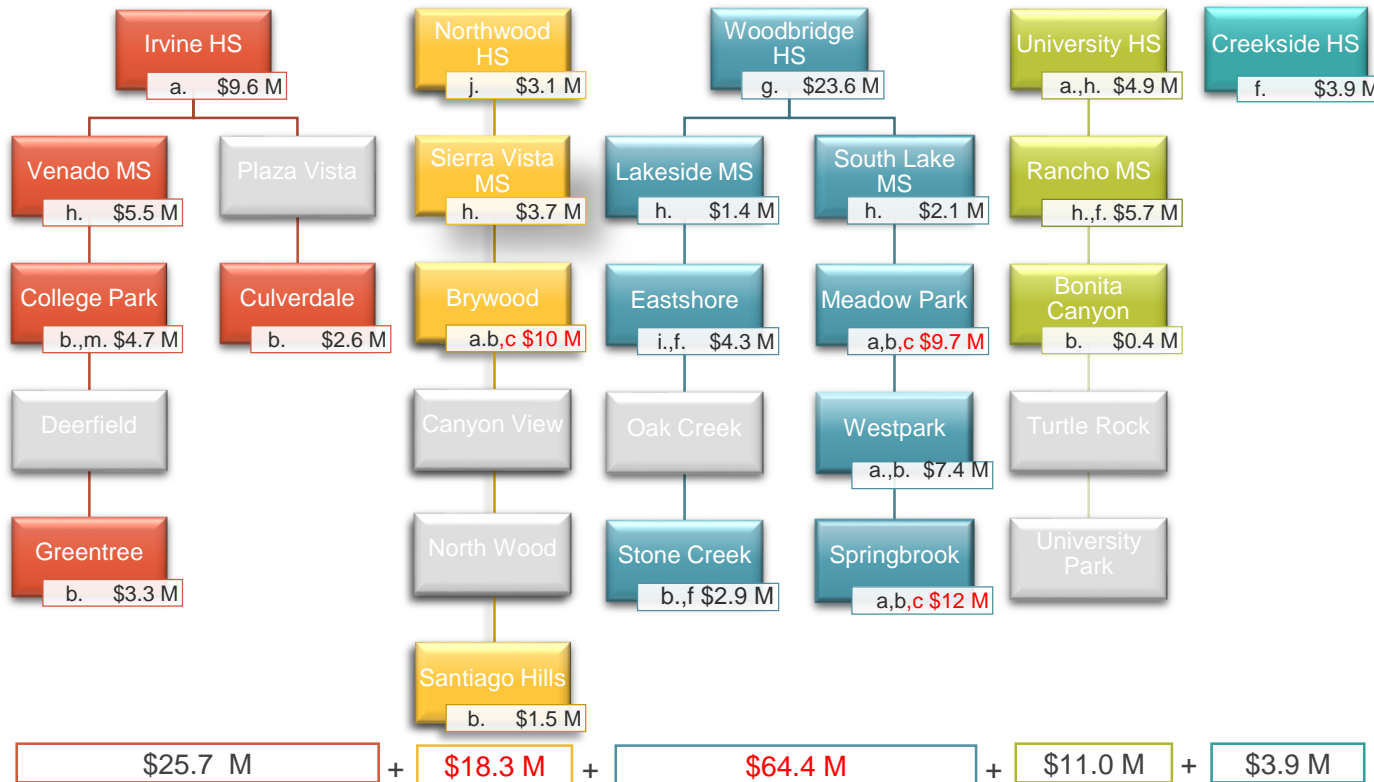 Irvine HS
a. $9.6 M
Northwood
HS
j. $3.1 M
Woodbridge
HS
g. $23.6 M
University HS
a.,h. $4.9 M
Creekside HS
f. $3.9 M
Venado MS
h. $5.5 M
Plaza Vista
Sierra Vista
MS
h. $3.7 M
Lakeside MS
h. $1.4 M
South Lake
MS
h. $2.1 M
Rancho MS
h.,f. $5.7 M
College Park
b.,m. $4.7 M
Culverdale
b. $2.6 M
Brywood
a.b,c $10 M
Eastshore
i.,f. $4.3 M
Meadow Park
a,b,c $9.7 M
Bonita
Canyon
b. $0.4 M
Deerfield
Canyon View
Oak Creek
Westpark
a.,b. $7.4 M
Turtle Rock
Greentree
b. $3.3 M
North Wood
Stone Creek
b.,f $2.9 M
Springbrook
a,b,c $12 M
University
Park
Santiago Hills
b. $1.5 M
$25.7 M + $18.3 M + $64.4 M + $11.0 M + $3.9 M